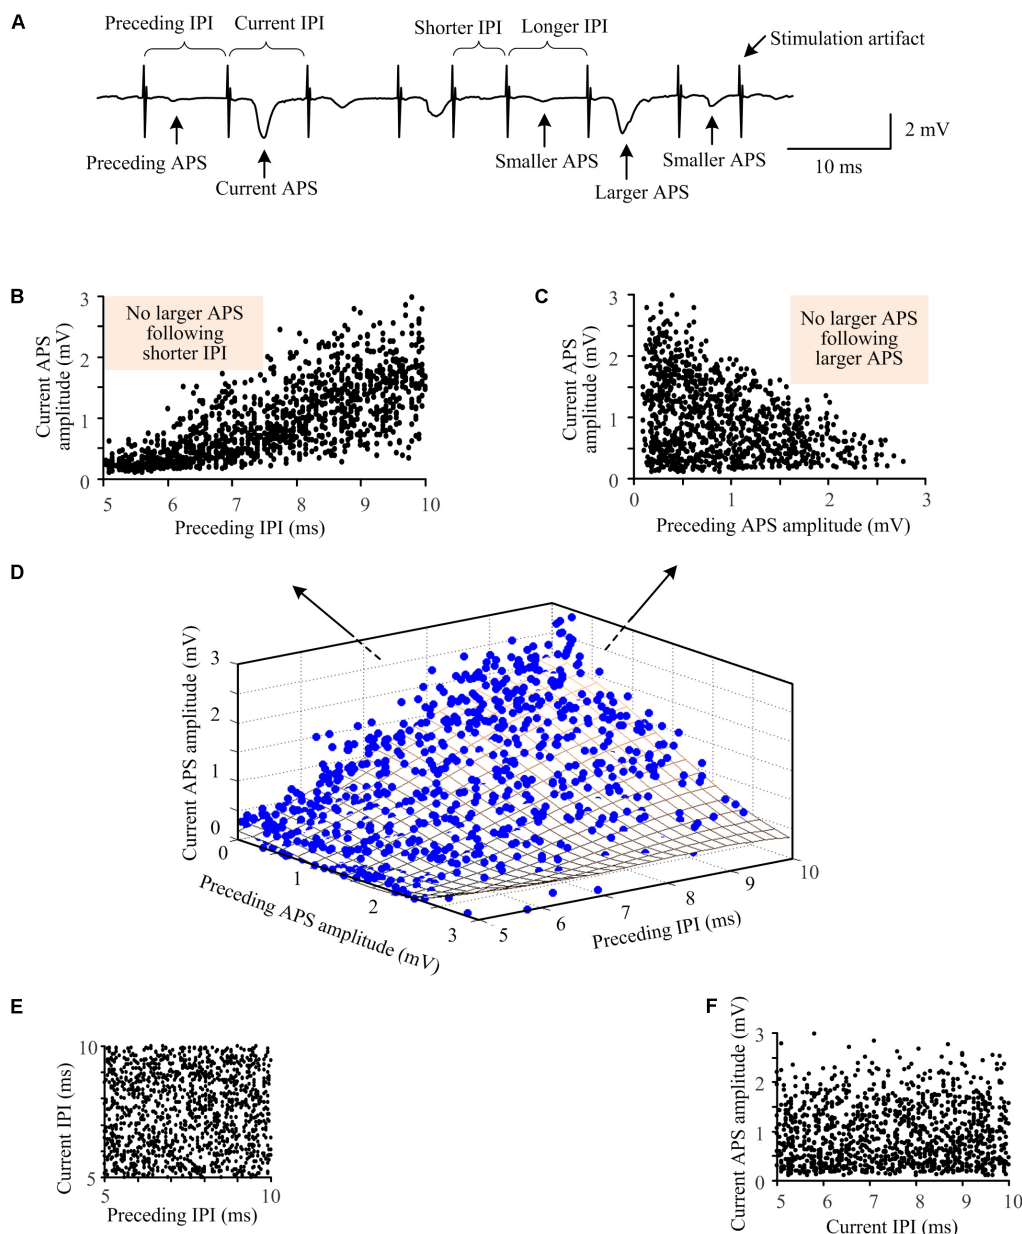 A
Preceding IPI
Current IPI
Shorter IPI
Longer IPI
Stimulation artifact
Preceding APS
Current APS
Smaller APS
Larger APS
Smaller APS
2 mV
10 ms
B
No larger APS
following
shorter IPI
Current APS
amplitude (mV)
3
2
1
0
5 6 7 8 9 10
Preceding IPI (ms)
C
No larger APS
following
larger APS
Current APS
amplitude (mV)
3
2
1
0
0 1 2 3
Preceding APS amplitude (mV)
D
Current APS amplitude (mV)
3
2
1
0
0 1 2 3
Preceding APS amplitude (mV)
5 6 7 8 9 10
Preceding IPI (ms)
E
Current IPI (ms)
10
5
5 10
Preceding IPI (ms)
F
Current APS amplitude (mV)
3
2
1
0
5 6 7 8 9 10
Current IPI (ms)